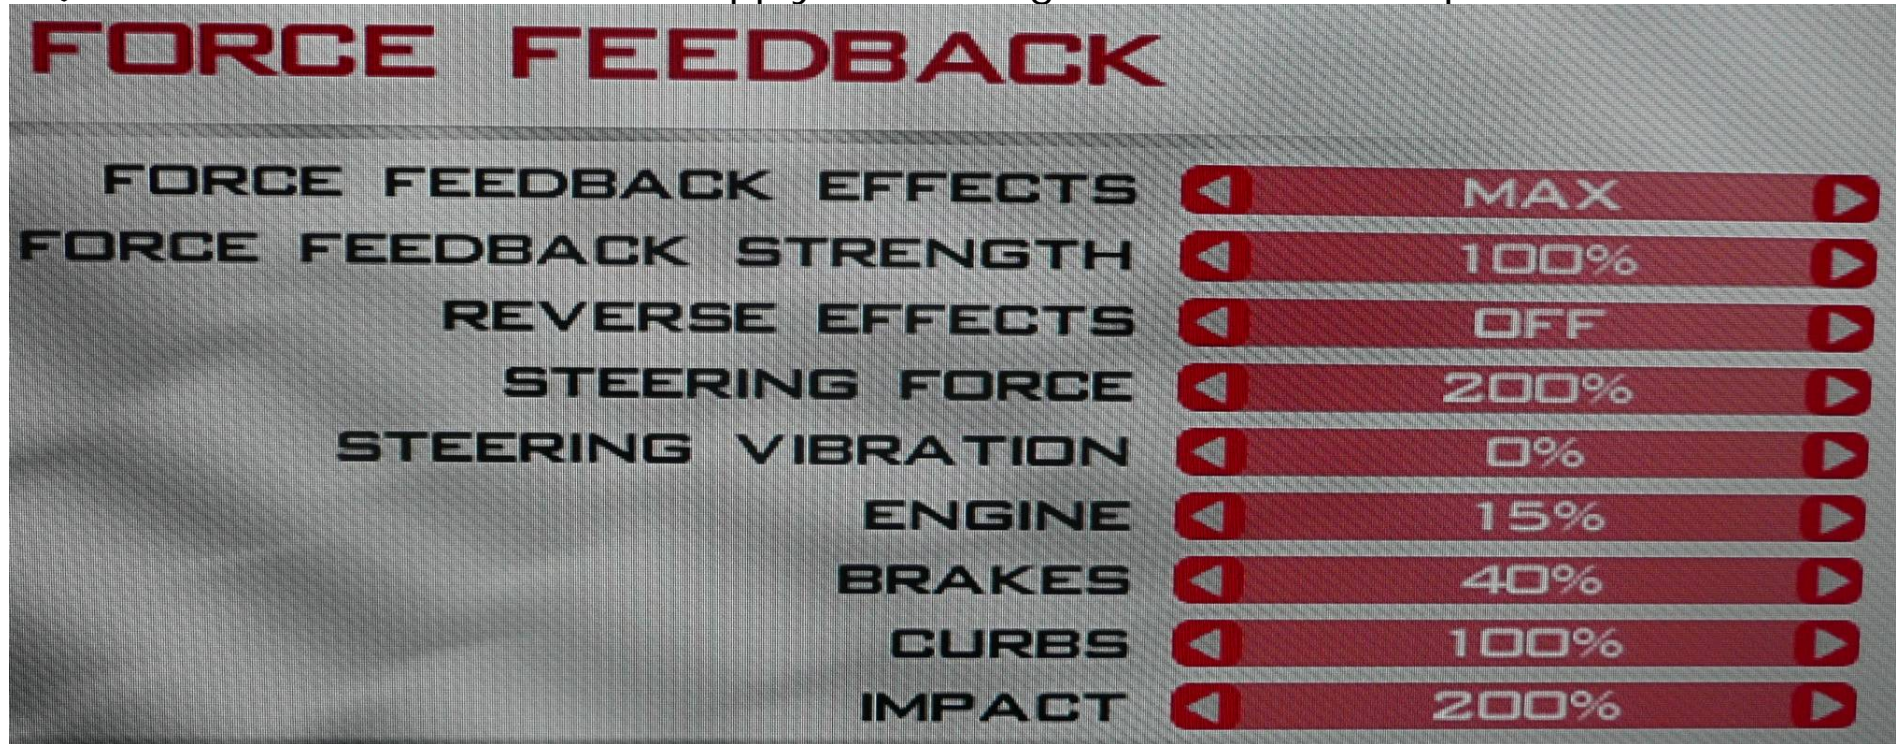 FORCE FEEDBACK
FORCE FEEDBACK EFFECTS MAX
FORCE FEEDBACK STRENGTH 100%
REVERSE EFFECTS OFF
STEERING FORCE 200%
STEERING VIBRATION 0%
ENGINE 15%
BRAKES 40%
CURBS 100%
IMPACT 200%